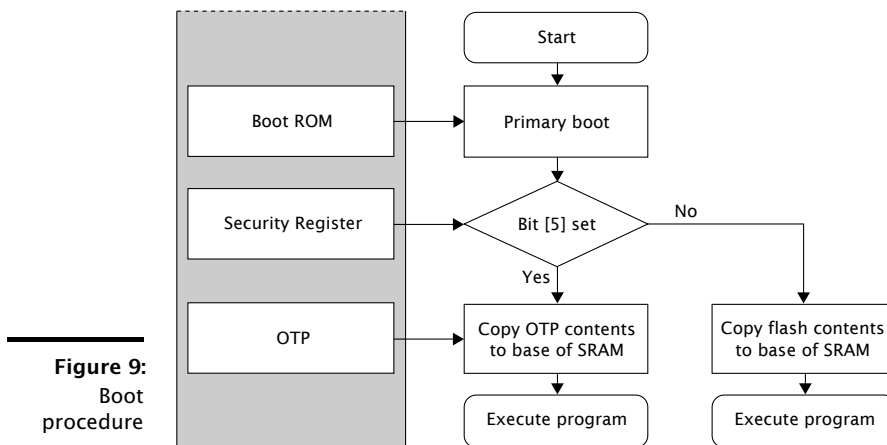 Start
Boot ROM
Primary boot
Security Register
Bit [5] set
No
Yes
OTP
Copy OTP contents
to base of SRAM
Copy flash contents
to base of SRAM
Execute program
Execute program
Figure 9:
Boot
procedure